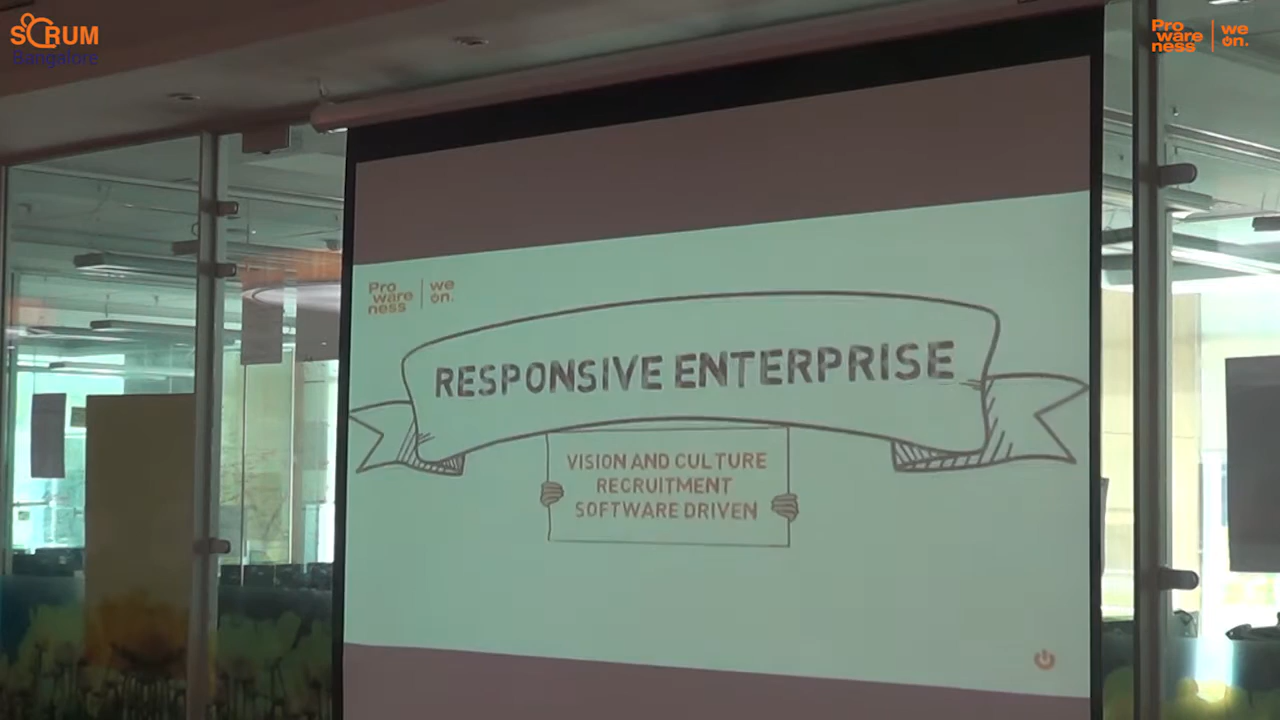 SCRUM
Bangalore
Pro
ware
ness
we
on.
Pro
ware
ness
we
on.
RESPONSIVE ENTERPRISE
VISION AND CULTURE
RECRUITMENT
SOFTWARE DRIVEN